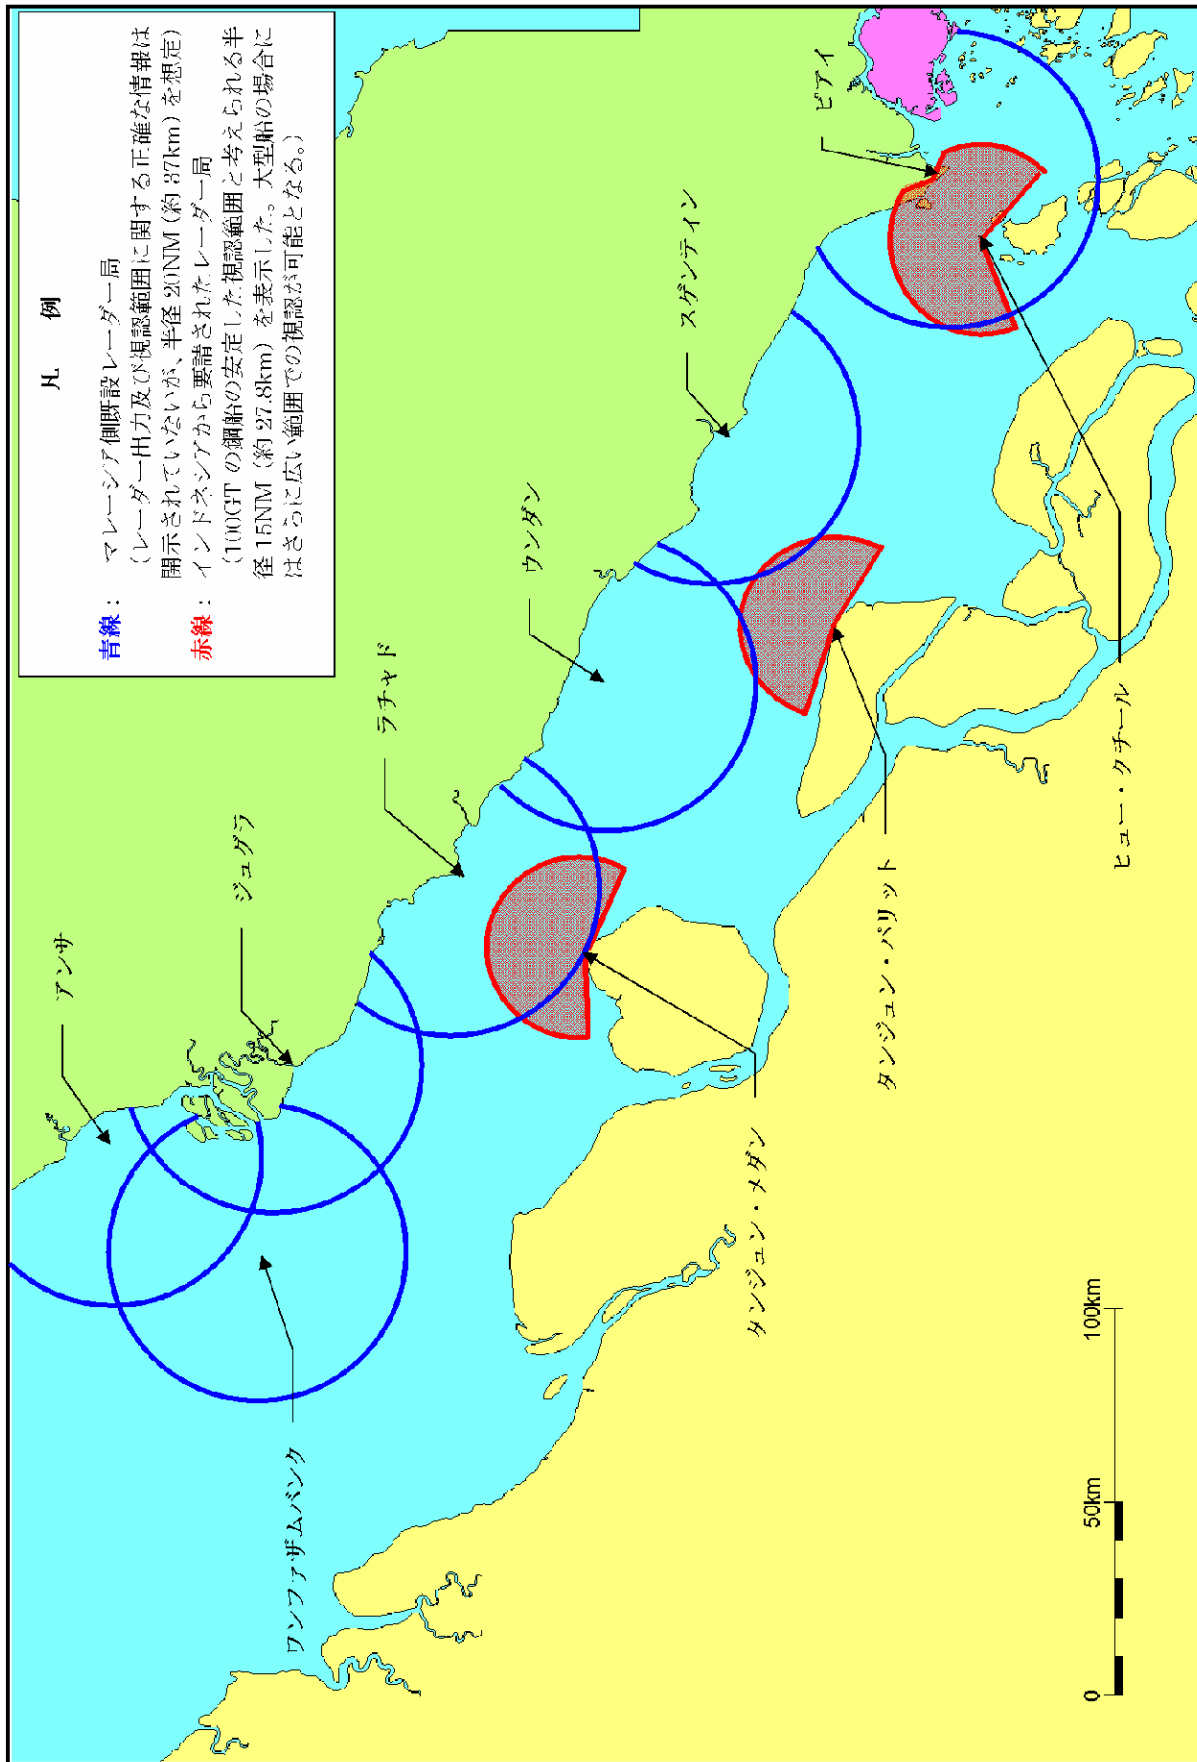 凡 例
青線： マレーシア側既設レーダー局
（レーダー出力及び視認範囲に関する正確な情報は
開示されていないが、半径 20NM（約 37km）を想定）
赤線： インドネシアから要請されたレーダー局
（100GT の鋼船の安定した視認範囲と考えられる半
径 15NM（約 27.8km）を表示した。大型船の場合に
はさらに広い範囲での視認が可能となる。）
アンサ
ジュグラ
ラチャド
ウンダン
スゲンティン
ピアイ
ワンファザムバンク
タンジュン・メダン
タンジュン・パリット
ヒュー・クチール
0
50km
100km